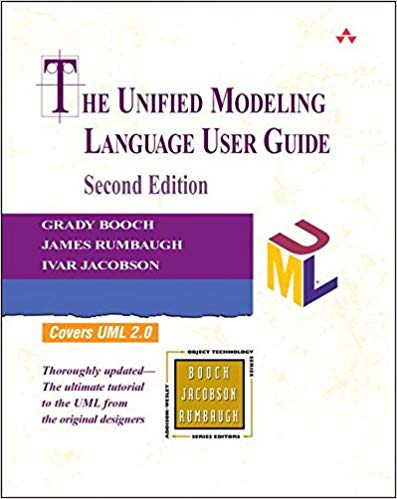 THE UNIFIED MODELING
LANGUAGE USER GUIDE
Second Edition
GRADY BOOCH
JAMES RUMBAUGH
IVAR JACOBSON
UML
Covers UML 2.0
Thoroughly updated—
The ultimate tutorial
to the UML from
the original designers
OBJECT TECHNOLOGY
SERIES
BOOCH
JACOBSON
RUMBAUGH
ADDISON-WESLEY
SERIES EDITORS